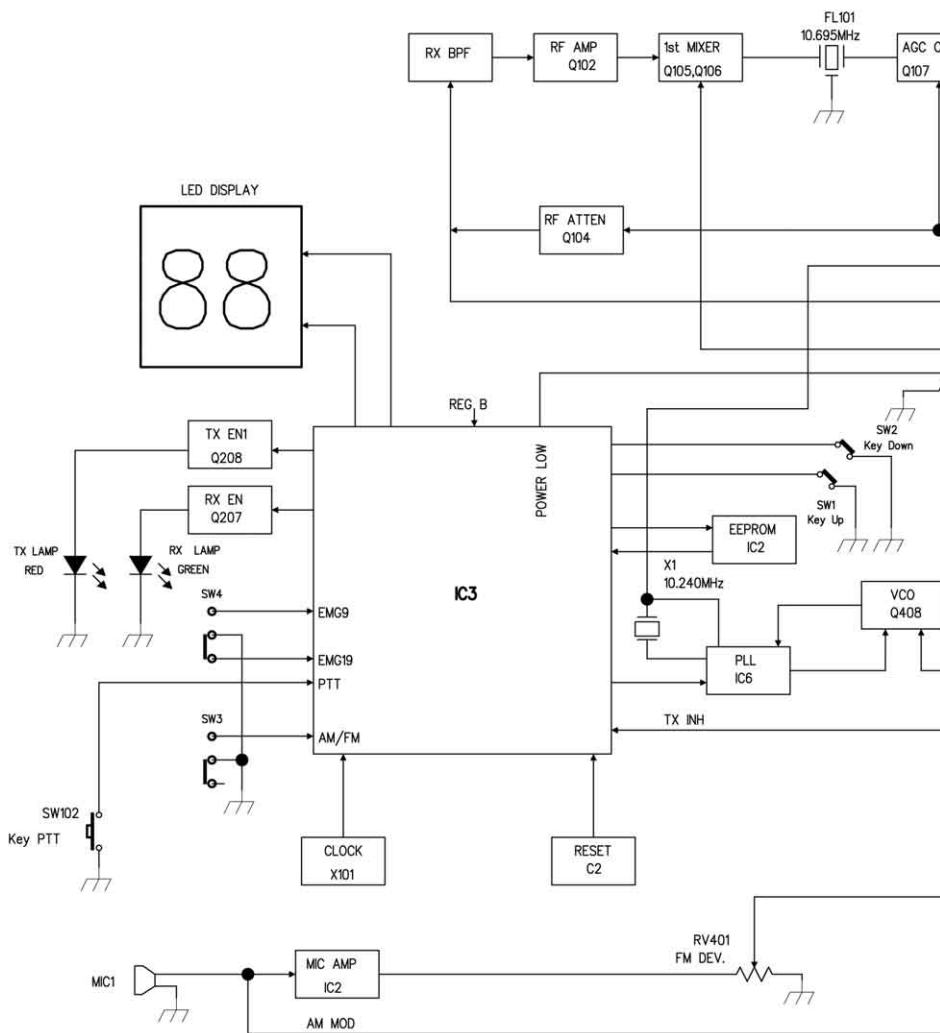 FL101
10.695MHz
RX BPF
RF AMP
Q102
1st MIXER
Q105,Q106
AGC
Q107
LED DISPLAY
88
RF ATTEN
Q104
REG B
TX EN1
Q208
RX EN
Q207
POWER LOW
SW2
Key Down
SW1
Key Up
TX LAMP
RED
RX LAMP
GREEN
EEPROM
IC2
X1
10.240MHz
IC3
SW4
EMG9
EMG19
PTT
VCO
Q408
PLL
IC6
SW3
AM/FM
TX INH
SW102
Key PTT
CLOCK
X101
RESET
C2
RV401
FM DEV.
MIC1
MIC AMP
IC2
AM MOD